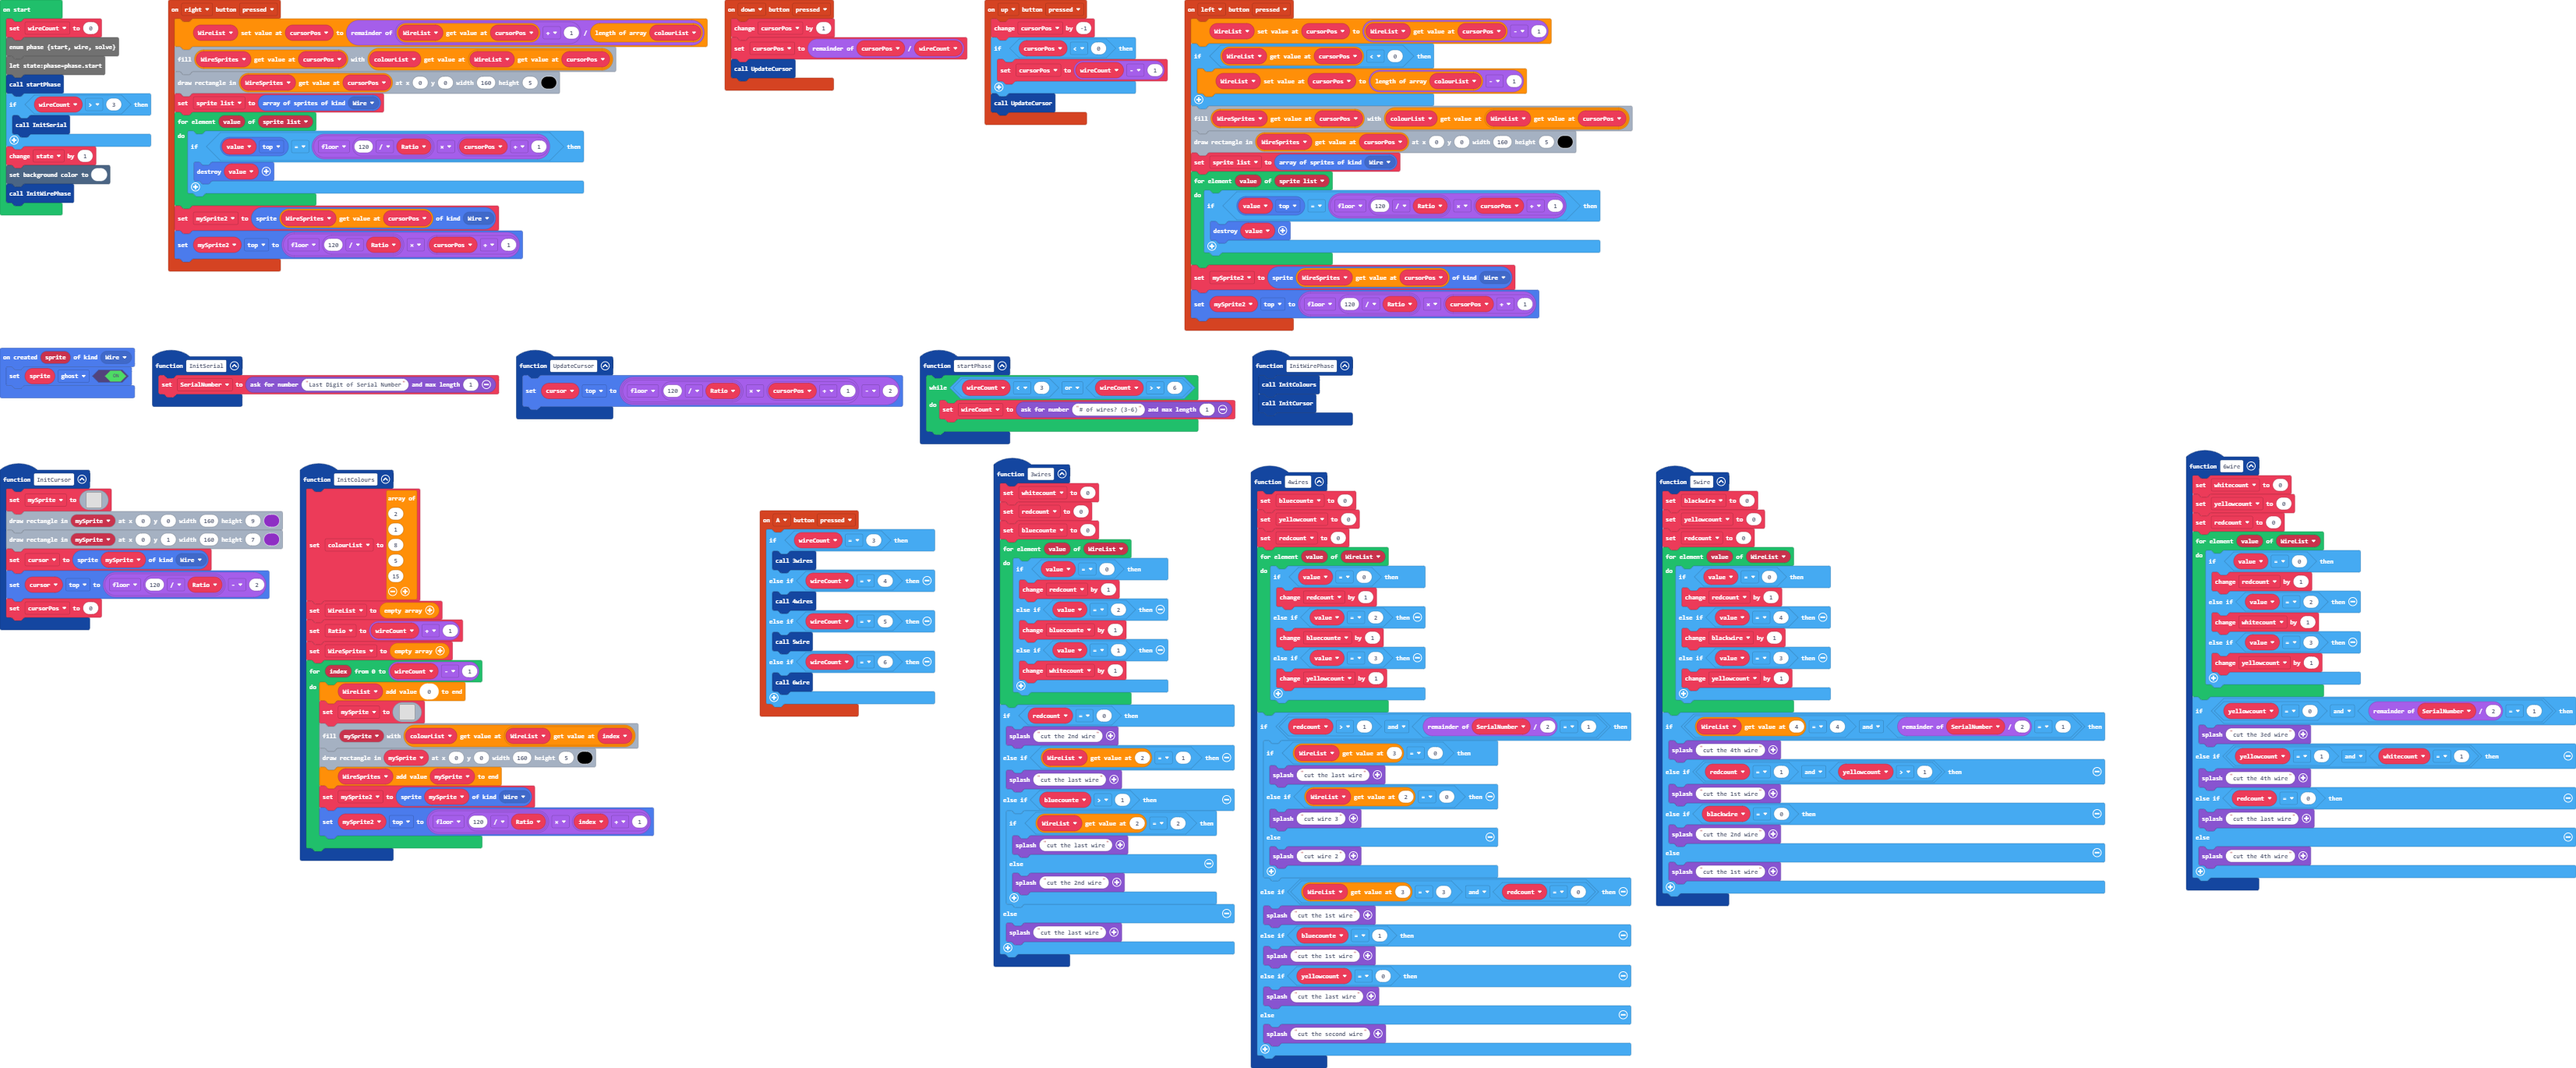 on start
set wireCount to 0
enum phase {start, wire, solve}
let state:phase=phase.start
call startPhase
if wireCount > 3 then
call InitSerial
change state by 1
set background color to
call InitWirePhase
on right button pressed
WireList set value at cursorPos to remainder of WireList get value at cursorPos + 1 / length of array colourList
fill WireSprites get value at cursorPos with colourList get value at WireList get value at cursorPos
draw rectangle in WireSprites get value at cursorPos at x 0 y 0 width 160 height 5
set sprite list to array of sprites of kind Wire
for element value of sprite list
do
if value top = floor 120 / Ratio × cursorPos + 1 then
destroy value
set mySprite2 to sprite WireSprites get value at cursorPos of kind Wire
set mySprite2 top to floor 120 / Ratio × cursorPos + 1
on down button pressed
change cursorPos by 1
set cursorPos to remainder of cursorPos / wireCount
call UpdateCursor
on up button pressed
change cursorPos by -1
if cursorPos < 0 then
set cursorPos to wireCount - 1
call UpdateCursor
on left button pressed
WireList set value at cursorPos to WireList get value at cursorPos - 1
if WireList get value at cursorPos < 0 then
WireList set value at cursorPos to length of array colourList - 1
fill WireSprites get value at cursorPos with colourList get value at WireList get value at cursorPos
draw rectangle in WireSprites get value at cursorPos at x 0 y 0 width 160 height 5
set sprite list to array of sprites of kind Wire
for element value of sprite list
do
if value top = floor 120 / Ratio × cursorPos + 1 then
destroy value
set mySprite2 to sprite WireSprites get value at cursorPos of kind Wire
set mySprite2 top to floor 120 / Ratio × cursorPos + 1
on created sprite of kind Wire
set sprite ghost ON
function InitSerial
set SerialNumber to ask for number "Last Digit of Serial Number" and max length 1
function UpdateCursor
set cursor top to floor 120 / Ratio × cursorPos + 1 - 2
function startPhase
while wireCount < 3 or wireCount > 6
do
set wireCount to ask for number "# of wires? (3-6)" and max length 1
function InitWirePhase
call InitColours
call InitCursor
function InitCursor
set mySprite to
draw rectangle in mySprite at x 0 y 0 width 160 height 9
draw rectangle in mySprite at x 0 y 1 width 160 height 7
set cursor to sprite mySprite of kind Wire
set cursor top to floor 120 / Ratio - 2
set cursorPos to 0
function InitColours
set colourList to array of
2
1
8
5
15
set WireList to empty array
set Ratio to wireCount + 1
set WireSprites to empty array
for index from 0 to wireCount - 1
do
WireList add value 0 to end
set mySprite to
fill mySprite with colourList get value at WireList get value at index
draw rectangle in mySprite at x 0 y 0 width 160 height 5
WireSprites add value mySprite to end
set mySprite2 to sprite mySprite of kind Wire
set mySprite2 top to floor 120 / Ratio × index + 1
on A button pressed
if wireCount = 3 then
call 3wires
else if wireCount = 4 then
call 4wires
else if wireCount = 5 then
call 5wire
else if wireCount = 6 then
call 6wire
function 3wires
set whitecount to 0
set redcount to 0
set bluecounte to 0
for element value of WireList
do
if value = 0 then
change redcount by 1
else if value = 2 then
change bluecounte by 1
else if value = 1 then
change whitecount by 1
if redcount = 0 then
splash "cut the 2nd wire"
else if WireList get value at 2 = 1 then
splash "cut the last wire"
else if bluecounte > 1 then
if WireList get value at 2 = 2 then
splash "cut the last wire"
else
splash "cut the 2nd wire"
else
splash "cut the last wire"
function 4wires
set bluecounte to 0
set yellowcount to 0
set redcount to 0
for element value of WireList
do
if value = 0 then
change redcount by 1
else if value = 2 then
change bluecounte by 1
else if value = 3 then
change yellowcount by 1
if redcount > 1 and remainder of SerialNumber / 2 = 1 then
if WireList get value at 3 = 0 then
splash "cut the last wire"
else if WireList get value at 2 = 0 then
splash "cut wire 3"
else
splash "cut wire 2"
else if WireList get value at 3 = 3 and redcount = 0 then
splash "cut the 1st wire"
else if bluecounte = 1 then
splash "cut the 1st wire"
else if yellowcount = 0 then
splash "cut the last wire"
else
splash "cut the second wire"
function 5wire
set blackwire to 0
set yellowcount to 0
set redcount to 0
for element value of WireList
do
if value = 0 then
change redcount by 1
else if value = 4 then
change blackwire by 1
else if value = 3 then
change yellowcount by 1
if WireList get value at 4 = 4 and remainder of SerialNumber / 2 = 1 then
splash "cut the 4th wire"
else if redcount = 1 and yellowcount > 1 then
splash "cut the 1st wire"
else if blackwire = 0 then
splash "cut the 2nd wire"
else
splash "cut the 1st wire"
function 6wire
set whitecount to 0
set yellowcount to 0
set redcount to 0
for element value of WireList
do
if value = 0 then
change redcount by 1
else if value = 2 then
change whitecount by 1
else if value = 3 then
change yellowcount by 1
if yellowcount = 0 and remainder of SerialNumber / 2 = 1 then
splash "cut the 3ed wire"
else if yellowcount = 1 and whitecount = 1 then
splash "cut the 4th wire"
else if redcount = 0 then
splash "cut the last wire"
else
splash "cut the 4th wire"